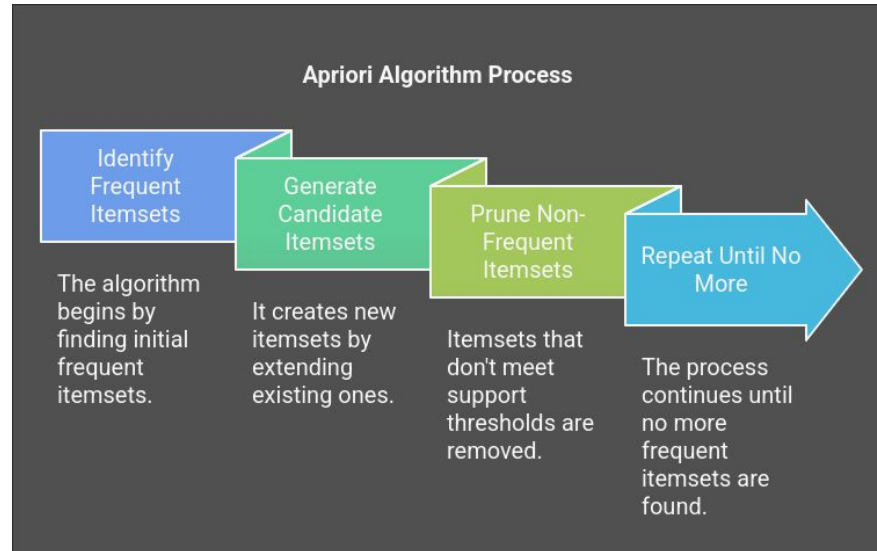 Apriori Algorithm Process
Identify
Frequent
Itemsets
The algorithm
begins by
finding initial
frequent
itemsets.
Generate
Candidate
Itemsets
It creates new
itemsets by
extending
existing ones.
Prune Non-
Frequent
Itemsets
Itemsets that
don't meet
support
thresholds are
removed.
Repeat Until No
More
The process
continues until
no more
frequent
itemsets are
found.